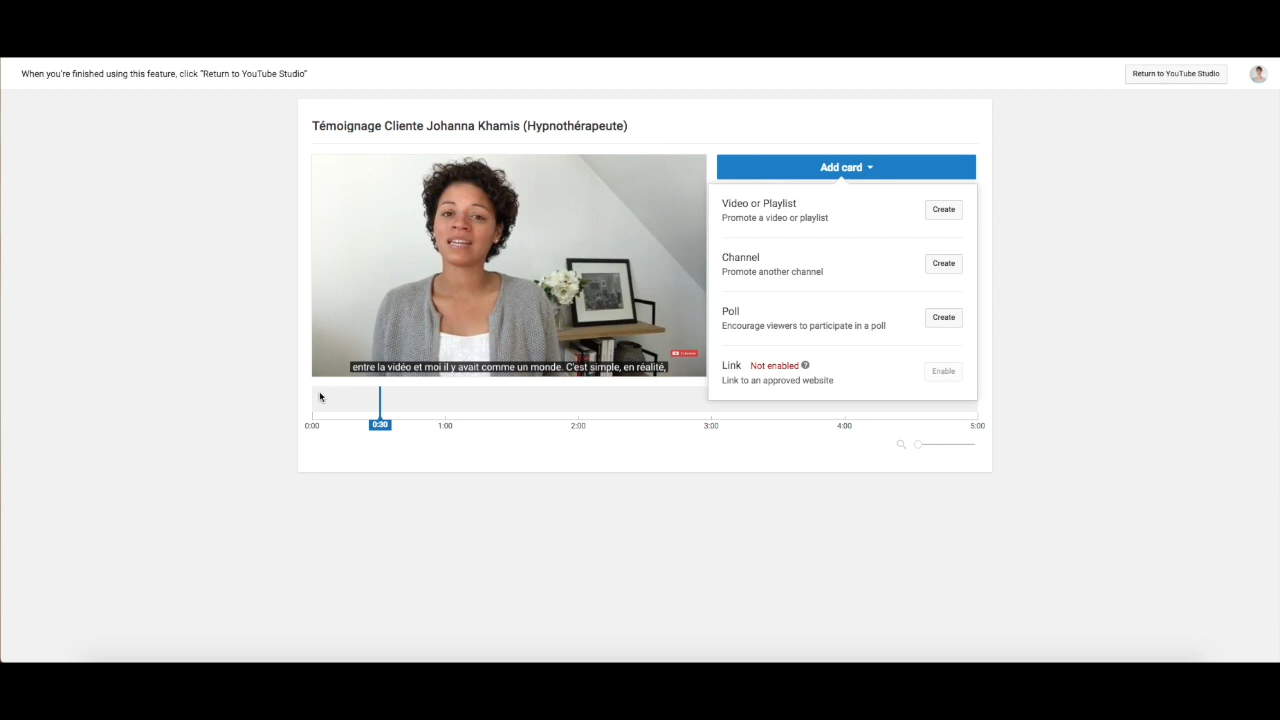 When you're finished using this feature, click "Return to YouTube Studio"
Return to YouTube Studio
Témoignage Cliente Johanna Khamis (Hypnothérapeute)
Add card
Video or Playlist
Promote a video or playlist
Create
Channel
Promote another channel
Create
Poll
Encourage viewers to participate in a poll
Create
Link Not enabled ?
Link to an approved website
Enable
entre la vidéo et moi il y avait comme un monde. C'est simple, en réalité,
0:00 0:30 1:00 2:00 3:00 4:00 5:00